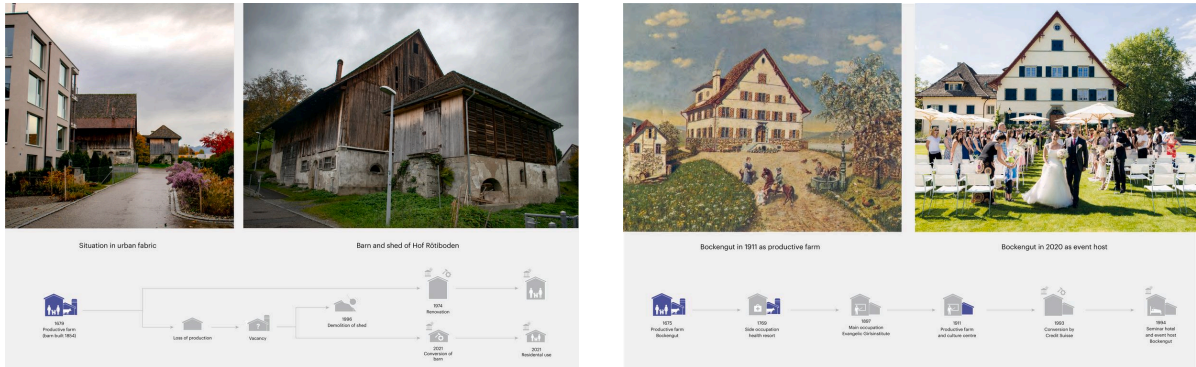 Situation in urban fabric
Barn and shed of Hof Rötiboden
1679
Productive farm
(barn built 1854)
Loss of production
Vacancy
1996
Demolition of shed
1974
Renovation
2021
Conversion of
barn
2021
Residental use
Bockengut in 1911 as productive farm
Bockengut in 2020 as event host
1675
Productive farm
Bockengut
1769
Side occupation
health resort
1897
Main occupation
Evangelic Girlsinstitute
1911
Productive farm
and culture centre
1993
Conversion by
Credit Suisse
1994
Seminar hotel
and event host
Bockengut